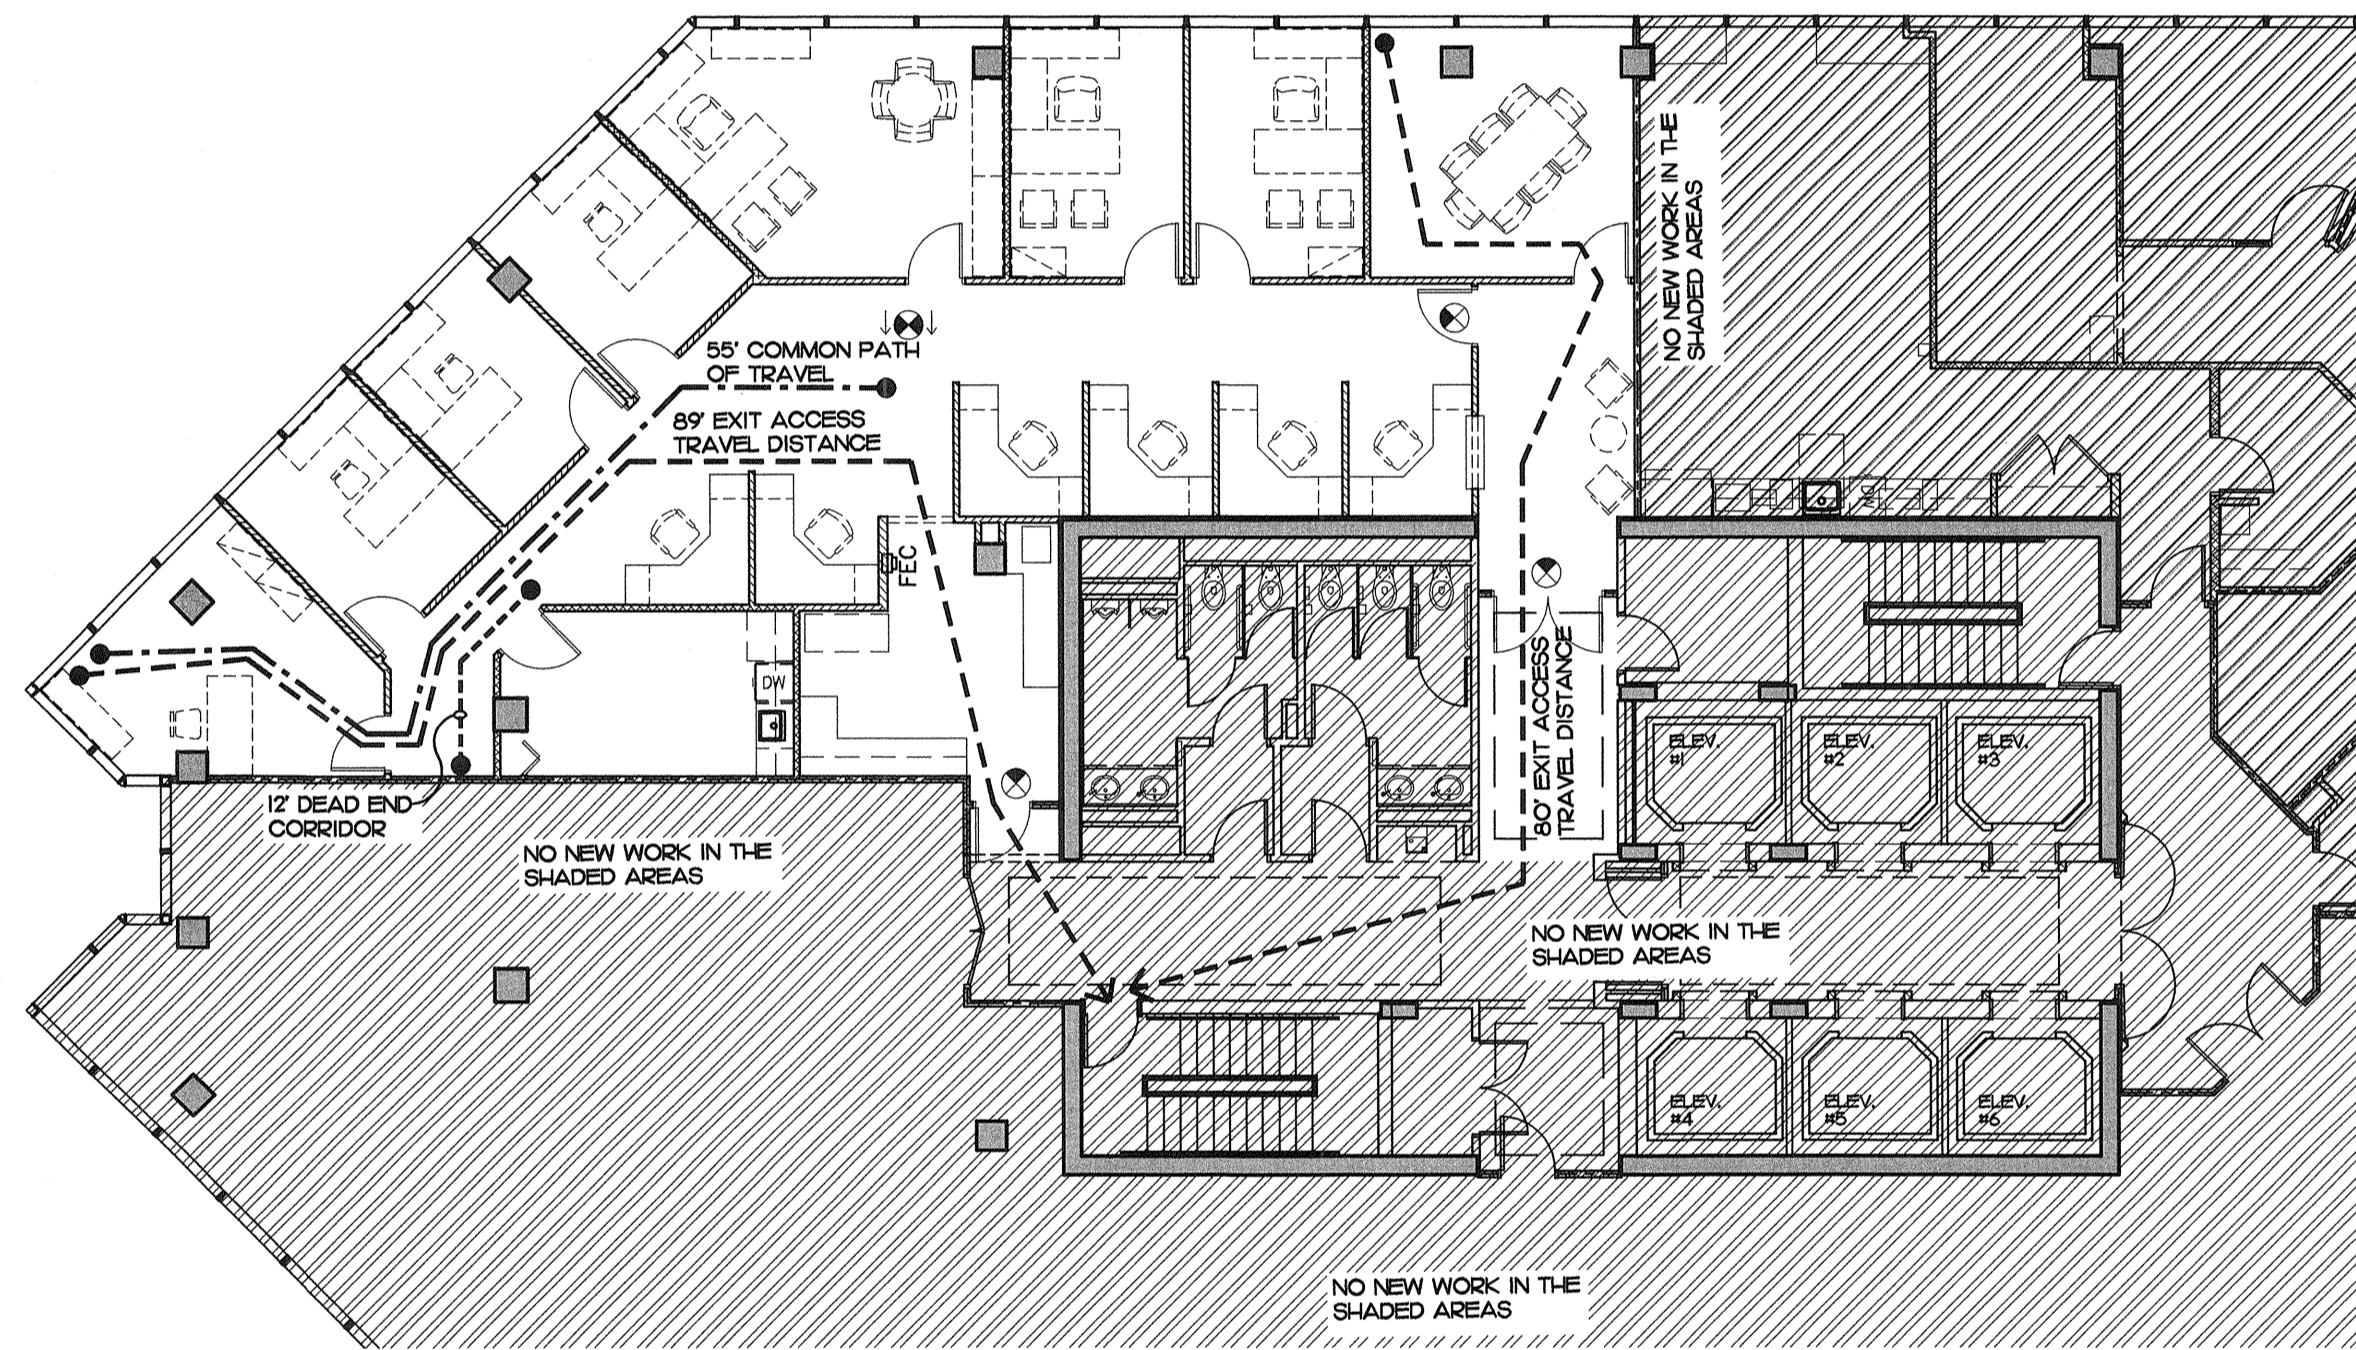 NO NEW WORK IN THE
SHADED AREAS
55' COMMON PATH
OF TRAVEL
89' EXIT ACCESS
TRAVEL DISTANCE
FEC
DW
DW
80' EXIT ACCESS
TRAVEL DISTANCE
ELEV.
#1
ELEV.
#2
ELEV.
#3
12' DEAD END
CORRIDOR
NO NEW WORK IN THE
SHADED AREAS
NO NEW WORK IN THE
SHADED AREAS
ELEV.
#4
ELEV.
#5
ELEV.
#6
NO NEW WORK IN THE
SHADED AREAS